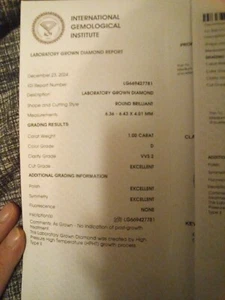 INTERNATIONAL
GEMOLOGICAL
INSTITUTE
LABORATORY GROWN DIAMOND REPORT
December 23,
IGI Report Number
Description LABORATORY GROWN DIAMOND
Shape and Cutting Style ROUND BRILLIANT
Measurements
GRADING RESULTS
Carat Weight 1.00 CARAT
Color Grade D
Clarity Grade VVS 2
Cut Grade EXCELLENT
ADDITIONAL GRADING INFORMATION
Polish EXCELLENT
Symmetry EXCELLENT
Fluorescence NONE
Inscription(s)
Comments: As Grown - No indication of post-growth
treatment
This Laboratory Grown Diamond was created by High
Pressure High Temperature (HPHT) growth process
Type II